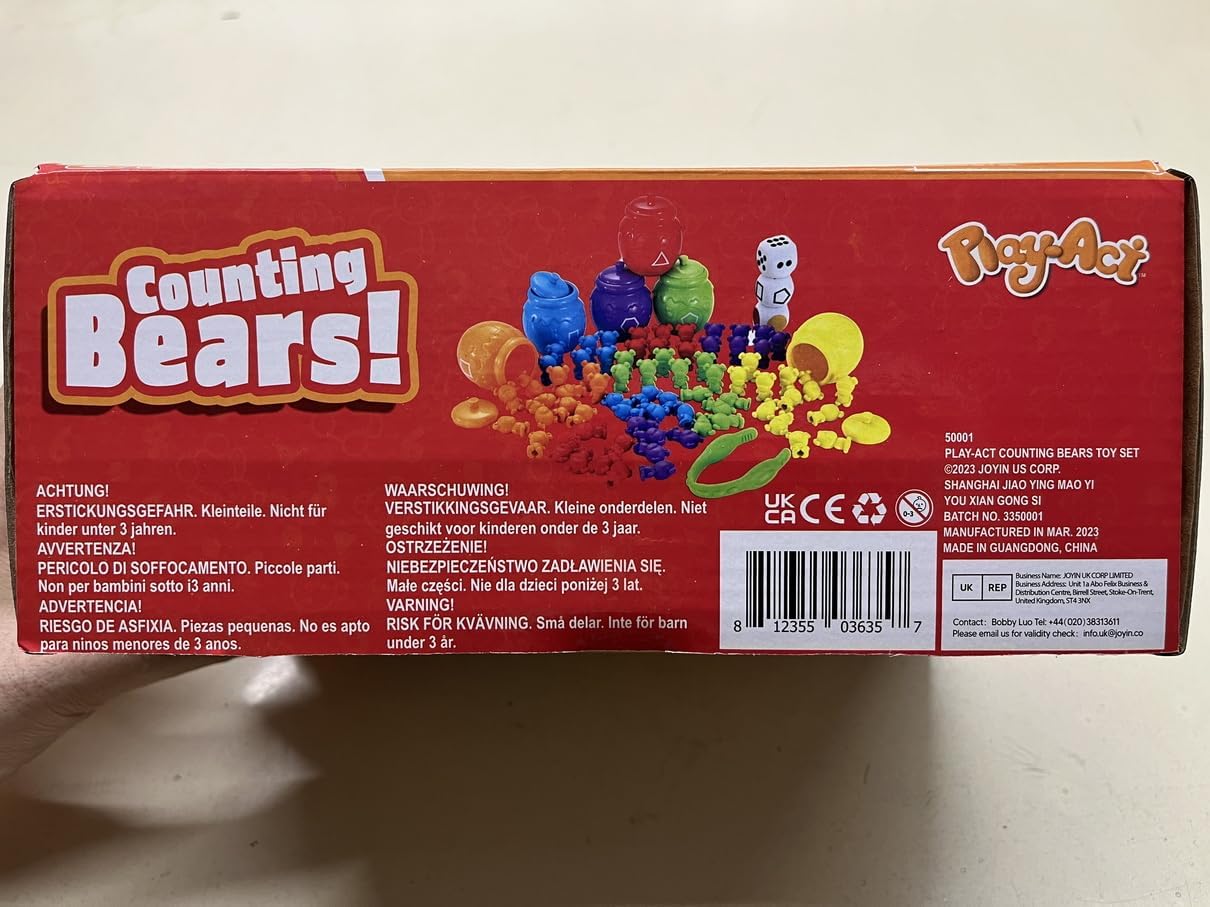 Counting
Bears!
Play-Act
ACHTUNG!
ERSTICKUNGSGEFAHR. Kleinteile. Nicht für
kinder unter 3 jahren.
AVVERTENZA!
PERICOLO DI SOFFOCAMENTO. Piccole parti.
Non per bambini sotto i3 anni.
ADVERTENCIA!
RIESGO DE ASFIXIA. Piezas pequenas. No es apto
para ninos menores de 3 anos.
WAARSCHUWING!
VERSTIKKINGSGEVAAR. Kleine onderdelen. Niet
geschikt voor kinderen onder de 3 jaar.
OSTRZEŻENIE!
NIEBEZPIECZEŃSTWO ZADŁAWIENIA SIĘ.
Małe części. Nie dla dzieci poniżej 3 lat.
VARNING!
RISK FÖR KVÄVNING. Små delar. Inte för barn
under 3 år.
UK
CA CE 0-3
8 12355 03635 7
50001
PLAY-ACT COUNTING BEARS TOY SET
©2023 JOYIN US CORP.
SHANGHAI JIAO YING MAO YI
YOU XIAN GONG SI
BATCH NO. 3350001
MANUFACTURED IN MAR. 2023
MADE IN GUANGDONG, CHINA
UK REP
Business Name: JOYIN UK CORP LIMITED
Business Address: Unit 1a Abo Felix Business &
Distribution Centre, Birrell Street, Stoke-On-Trent,
United Kingdom, ST4 3NX
Contact: Bobby Luo Tel: +44 (020) 38313611
Please email us for validity check: info.uk@joyin.co